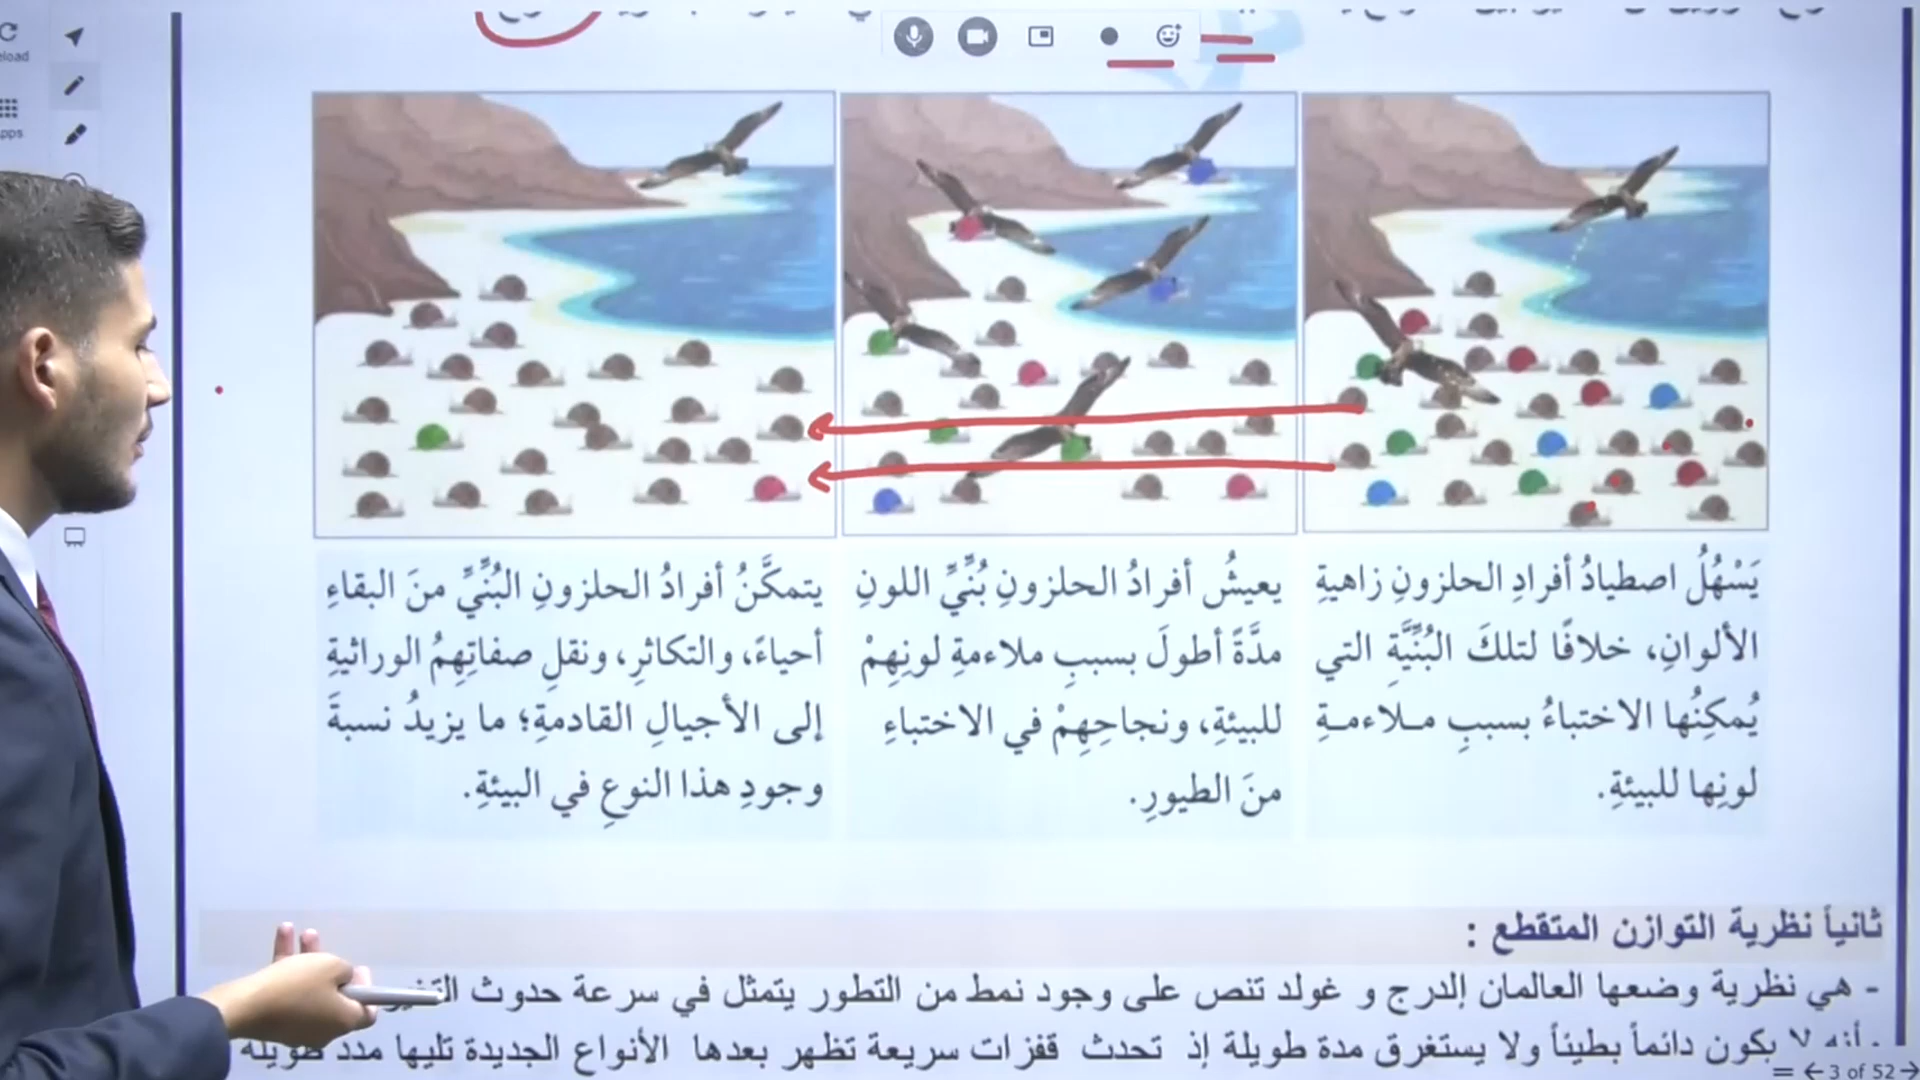 يَسْهُلُ اصطيادُ أفرادِ الحلزونِ زاهيةِ
الألوانِ، خلافًا لتلكَ البُنِّيَّةِ التي
يُمكِنُها الاختباءُ بسببِ مـلاءمـةِ
لونِها للبيئةِ.
يعيشُ أفرادُ الحلزونِ بُنِّيِّ اللونِ
مدَّةً أطولَ بسببِ ملاءمةِ لونِهِمْ
للبيئةِ، ونجاحِهِمْ في الاختباءِ
منَ الطيورِ.
يتمكَّنُ أفرادُ الحلزونِ البُنِّيِّ منَ البقاءِ
أحياءً، والتكاثرِ، ونقلِ صفاتِهِمُ الوراثيةِ
إلى الأجيالِ القادمةِ؛ ما يزيدُ نسبةَ
وجودِ هذا النوعِ في البيئةِ.
ثانياً نظرية التوازن المتقطع :
- هي نظرية وضعها العالمان إلدرج و غولد تنص على وجود نمط من التطور يتمثل في سرعة حدوث
يكون دائماً بطيئاً ولا يستغرق مدة طويلة إذ تحدث قفزات سريعة تظهر بعدها الأنواع الجديدة تليها مدد طويلة
3 of 52